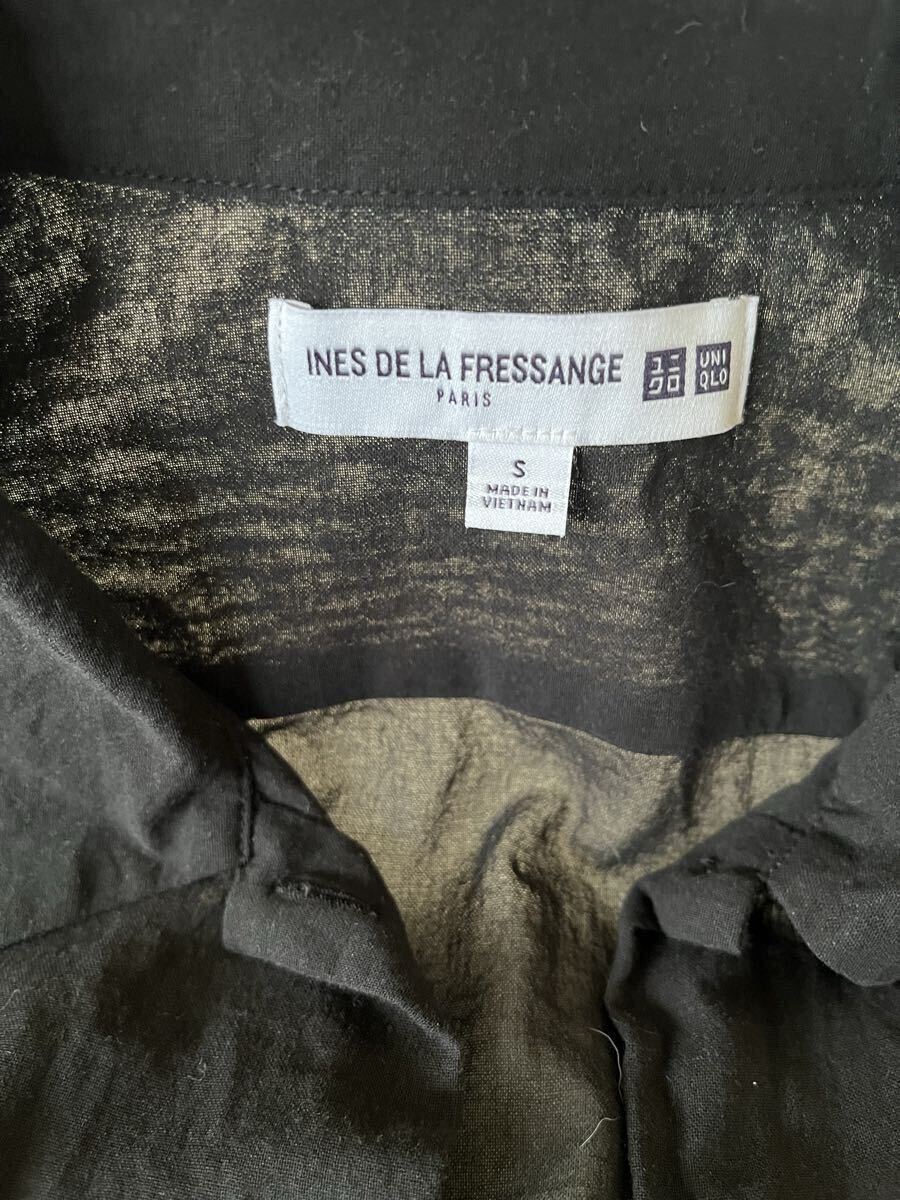 INES DE LA FRESSANGE
PARIS
ユニ
クロ
UNI
QLO
S
MADE IN
VIETNAM